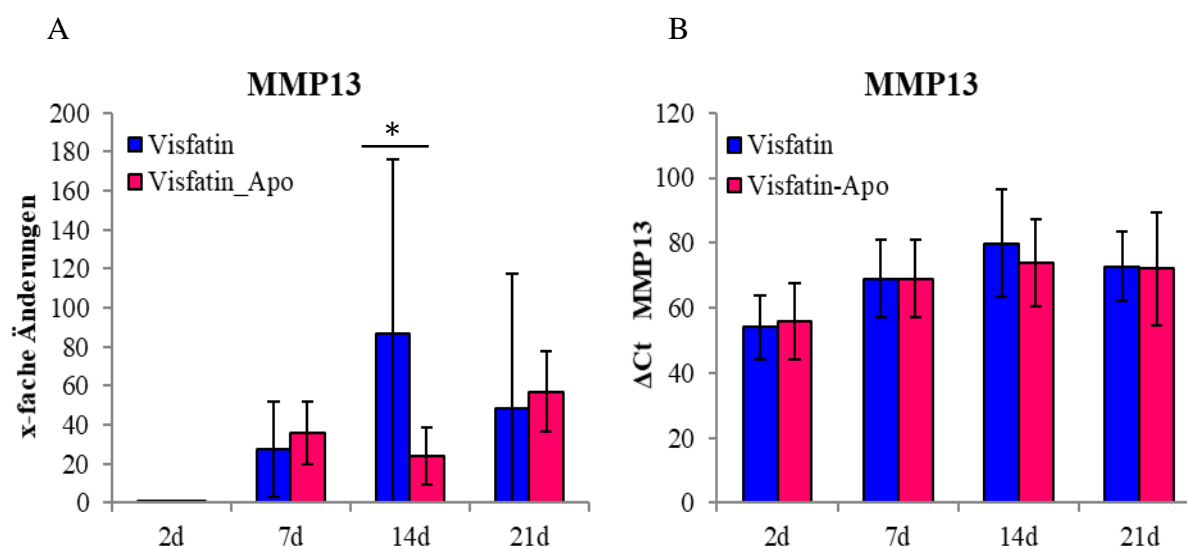 A
MMP13
200
180
160
140
120
100
80
60
40
20
0
x-fache Änderungen
Visfatin
Visfatin_Apo
*
2d 7d 14d 21d
B
MMP13
120
100
80
60
40
20
0
ΔCt MMP13
Visfatin
Visfatin-Apo
2d 7d 14d 21d